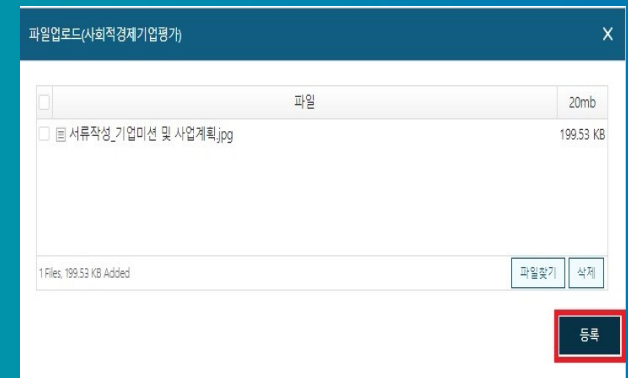 파일업로드(사회적경제기업평가) X
파일 20mb
서류작성_기업미션 및 사업계획.jpg 199.53 KB
1 Files, 199.53 KB Added 파일찾기 삭제
등록